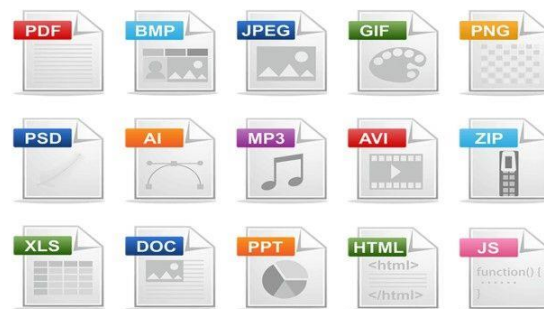 PDF
BMP
JPEG
GIF
PNG
PSD
AI
MP3
AVI
ZIP
XLS
DOC
PPT
HTML
<html>
</html>
JS
function() {
}